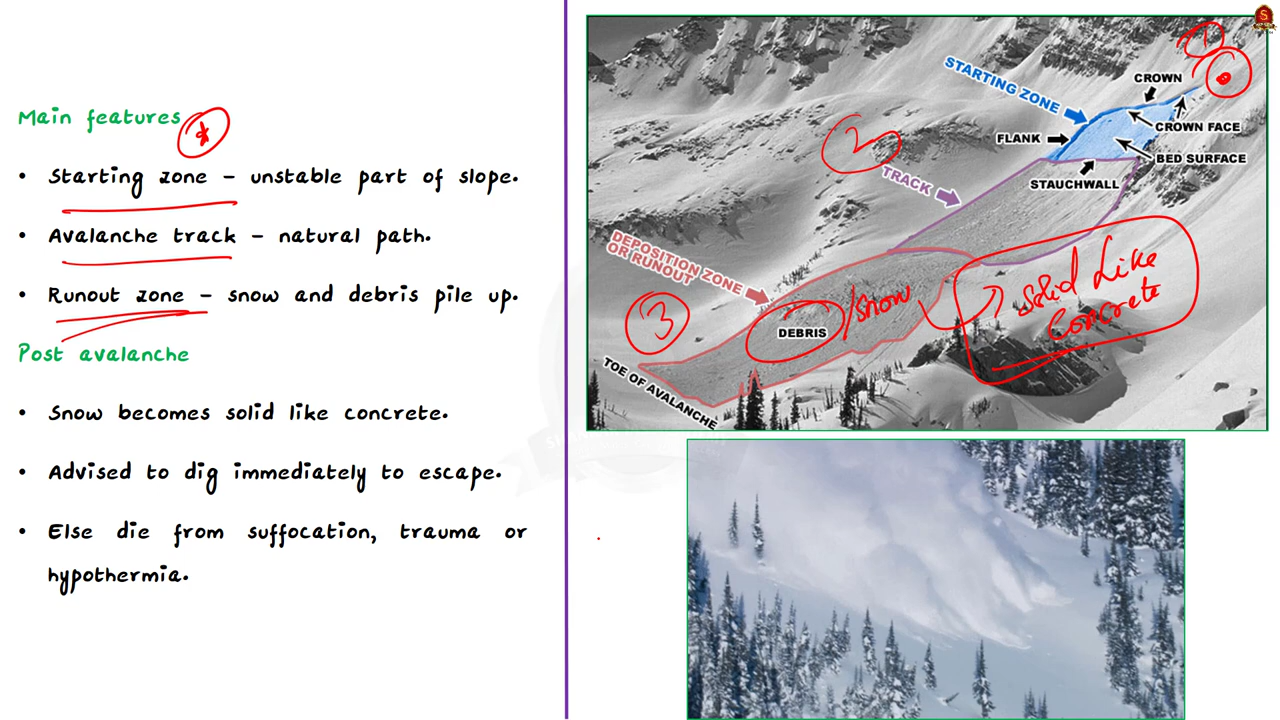 Main features
• Starting zone – unstable part of slope.
• Avalanche track – natural path.
• Runout zone – snow and debris pile up.
Post avalanche
• Snow becomes solid like concrete.
• Advised to dig immediately to escape.
• Else die from suffocation, trauma or
hypothermia.
1
STARTING ZONE
CROWN
CROWN FACE
FLANK
BED SURFACE
STAUCHWALL
2
TRACK
DEPOSITION ZONE
OR RUNOUT
3
DEBRIS
/Snow
Solid Like
Concrete
TOE OF AVALANCHE